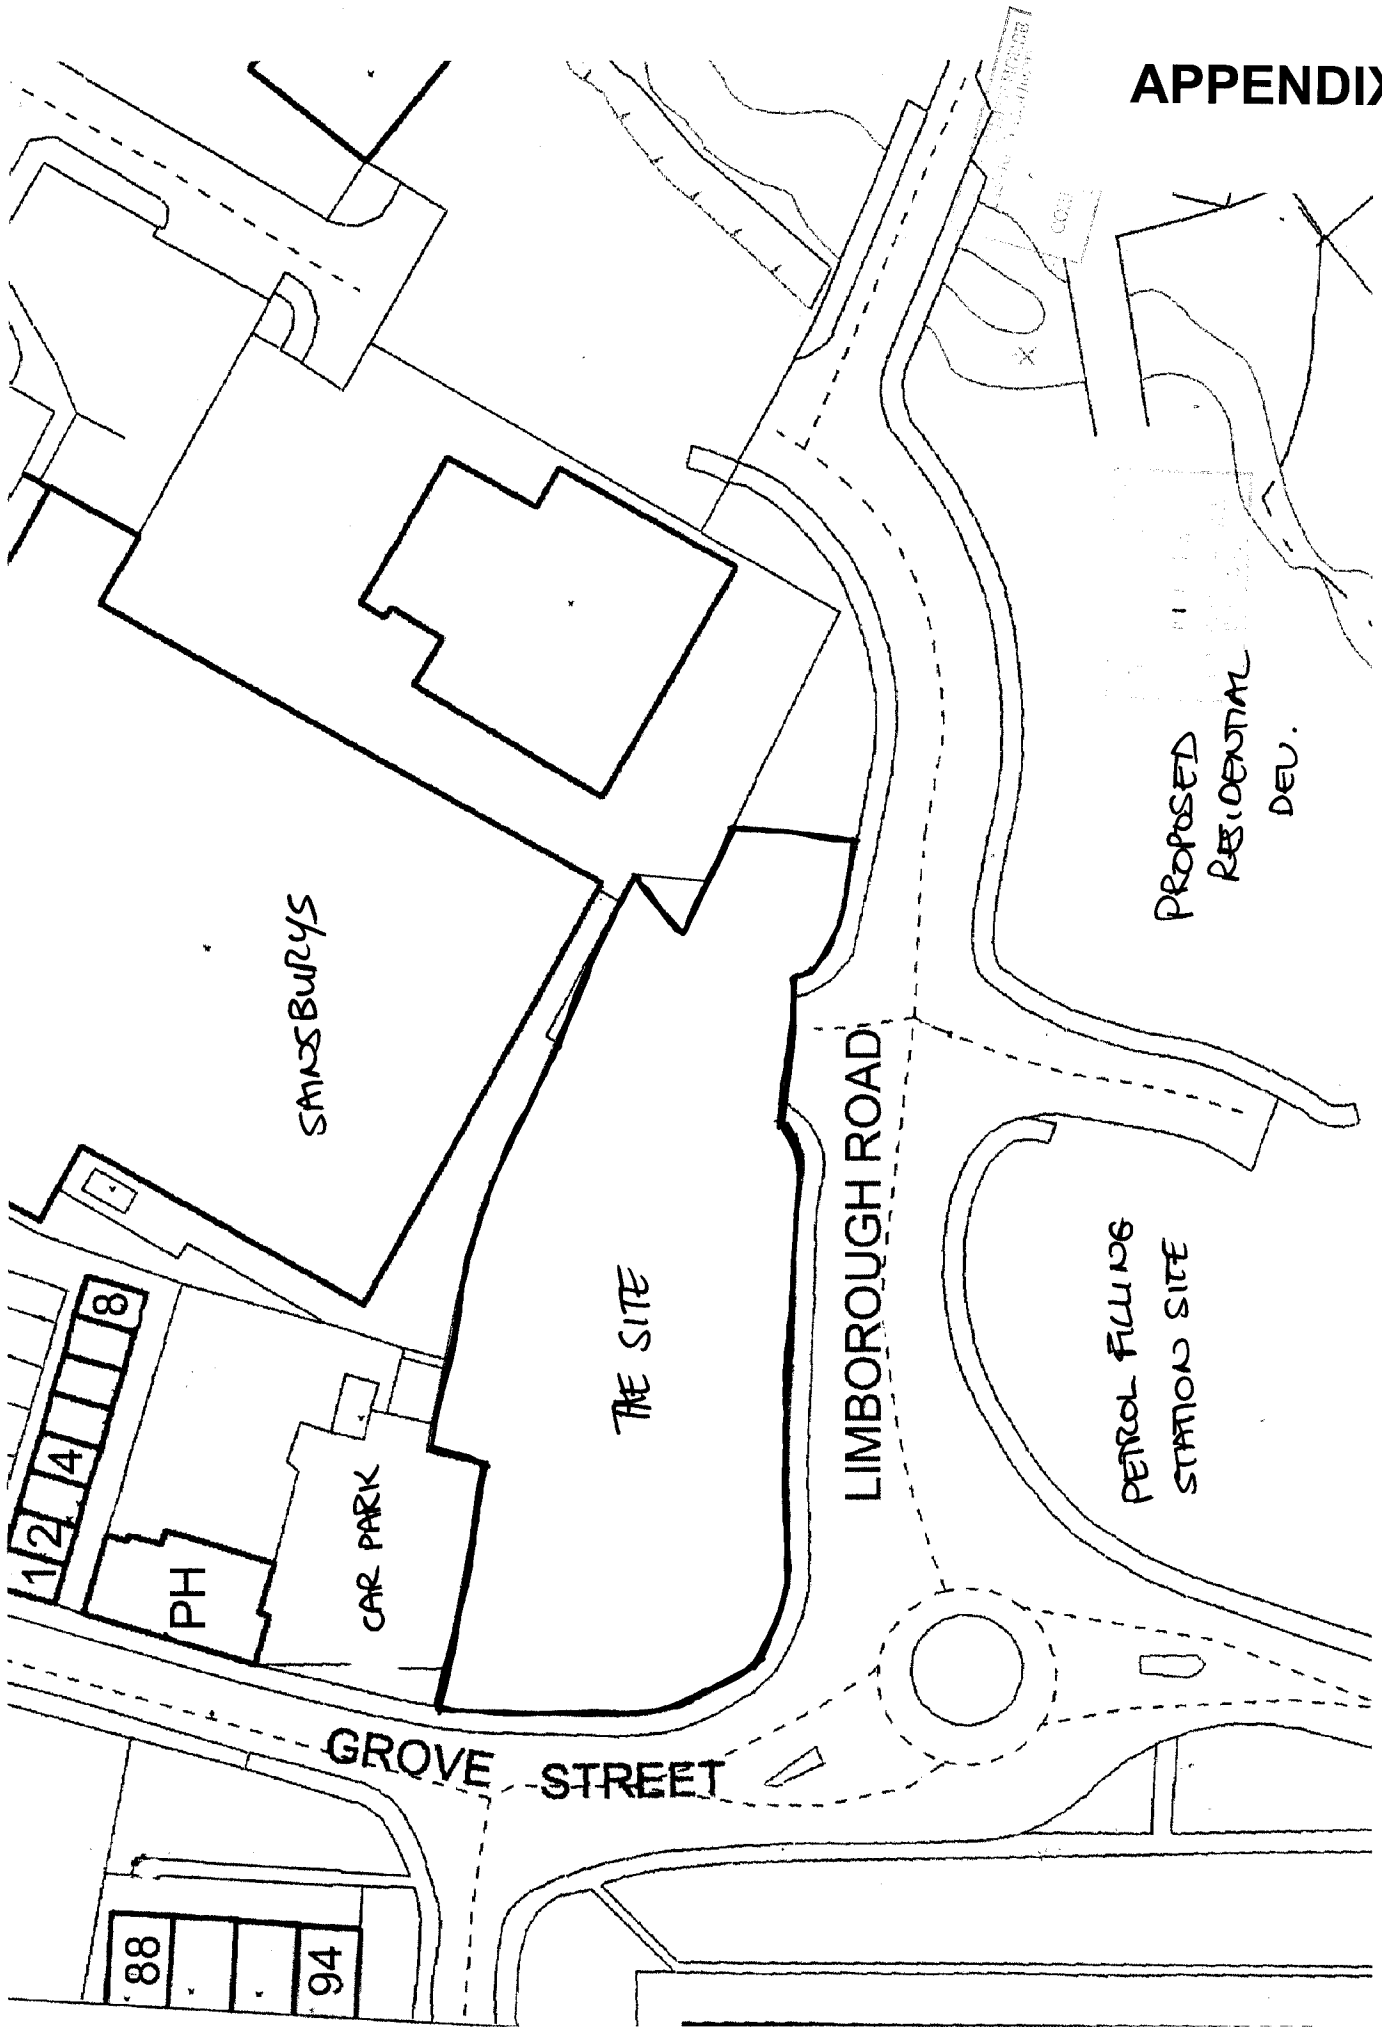 APPENDIX
SAINSBURYS
PROPOSED
RESIDENTIAL
DEV.
THE SITE
LIMBOROUGH ROAD
PETROL FILLING
STATION SITE
CAR PARK
PH
1
2
4
8
GROVE STREET
88
94